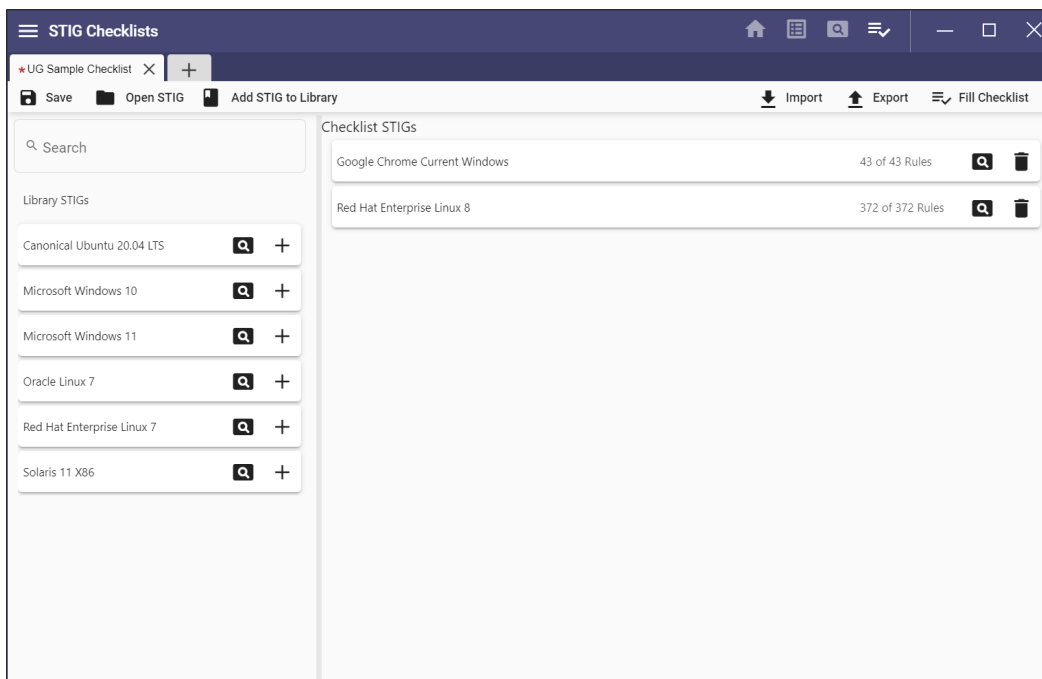 STIG Checklists
*UG Sample Checklist
Save Open STIG Add STIG to Library Import Export Fill Checklist
Search
Library STIGs
Canonical Ubuntu 20.04 LTS
Microsoft Windows 10
Microsoft Windows 11
Oracle Linux 7
Red Hat Enterprise Linux 7
Solaris 11 X86
Checklist STIGs
Google Chrome Current Windows 43 of 43 Rules
Red Hat Enterprise Linux 8 372 of 372 Rules